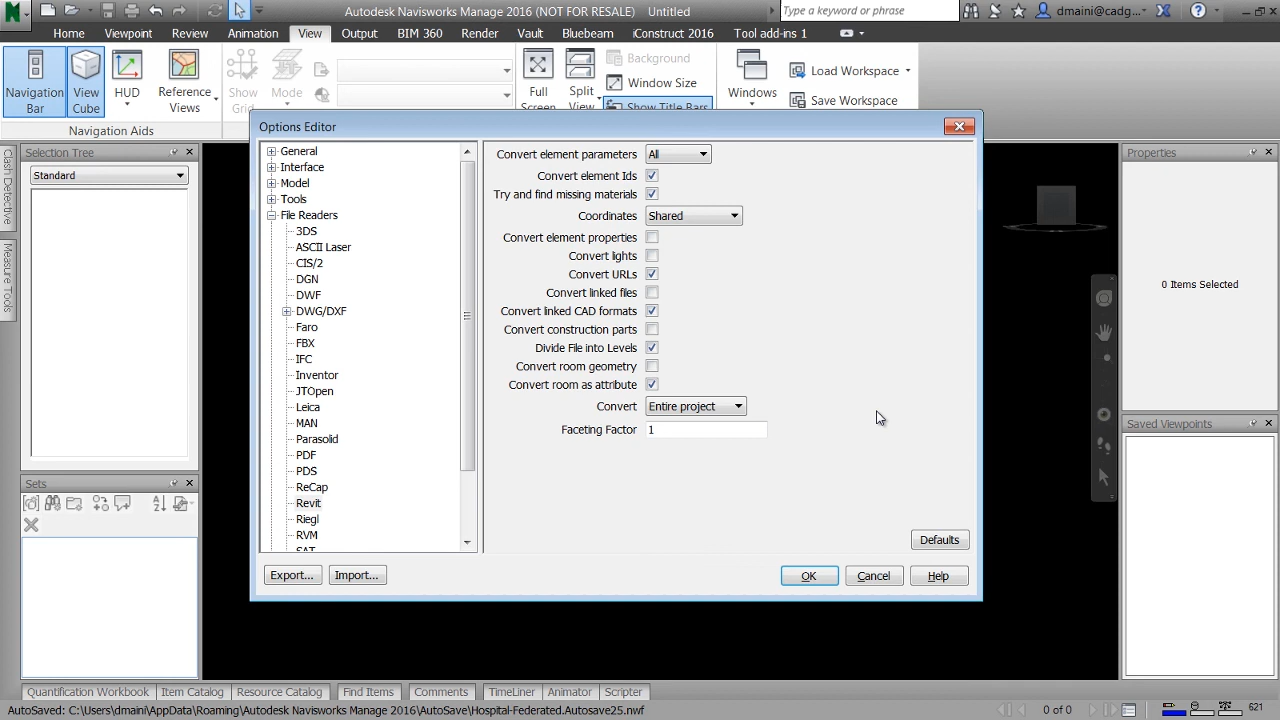 Autodesk Navisworks Manage 2016 (NOT FOR RESALE) Untitled
Type a keyword or phrase
dmaini@cadg...
Home Viewpoint Review Animation View Output BIM 360 Render Vault Bluebeam iConstruct 2016 Tool add-ins 1
Navigation Bar
View Cube
HUD
Reference Views
Show Grid
Mode
Full Screen
Split View
Background
Window Size
Show Title Bars
Windows
Load Workspace
Save Workspace
Navigation Aids
Options Editor
Selection Tree
Standard
Sets
Measure Tools
General
Interface
Model
Tools
File Readers
3DS
ASCII Laser
CIS/2
DGN
DWF
DWG/DXF
Faro
FBX
IFC
Inventor
JTOpen
Leica
MAN
Parasolid
PDF
PDS
ReCap
Revit
Riegl
RVM
SAT
Convert element parameters All
Convert element Ids
Try and find missing materials
Coordinates Shared
Convert element properties
Convert lights
Convert URLs
Convert linked files
Convert linked CAD formats
Convert construction parts
Divide File into Levels
Convert room geometry
Convert room as attribute
Convert Entire project
Faceting Factor 1
Defaults
Export... Import... OK Cancel Help
Properties
0 Items Selected
Saved Viewpoints
Quantification Workbook Item Catalog Resource Catalog Find Items Comments TimeLiner Animator Scripter
AutoSaved: C:\Users\dmaini\AppData\Roaming\Autodesk Navisworks Manage 2016\AutoSave\Hospital-Federated.Autosave25.nwf
0 of 0
621